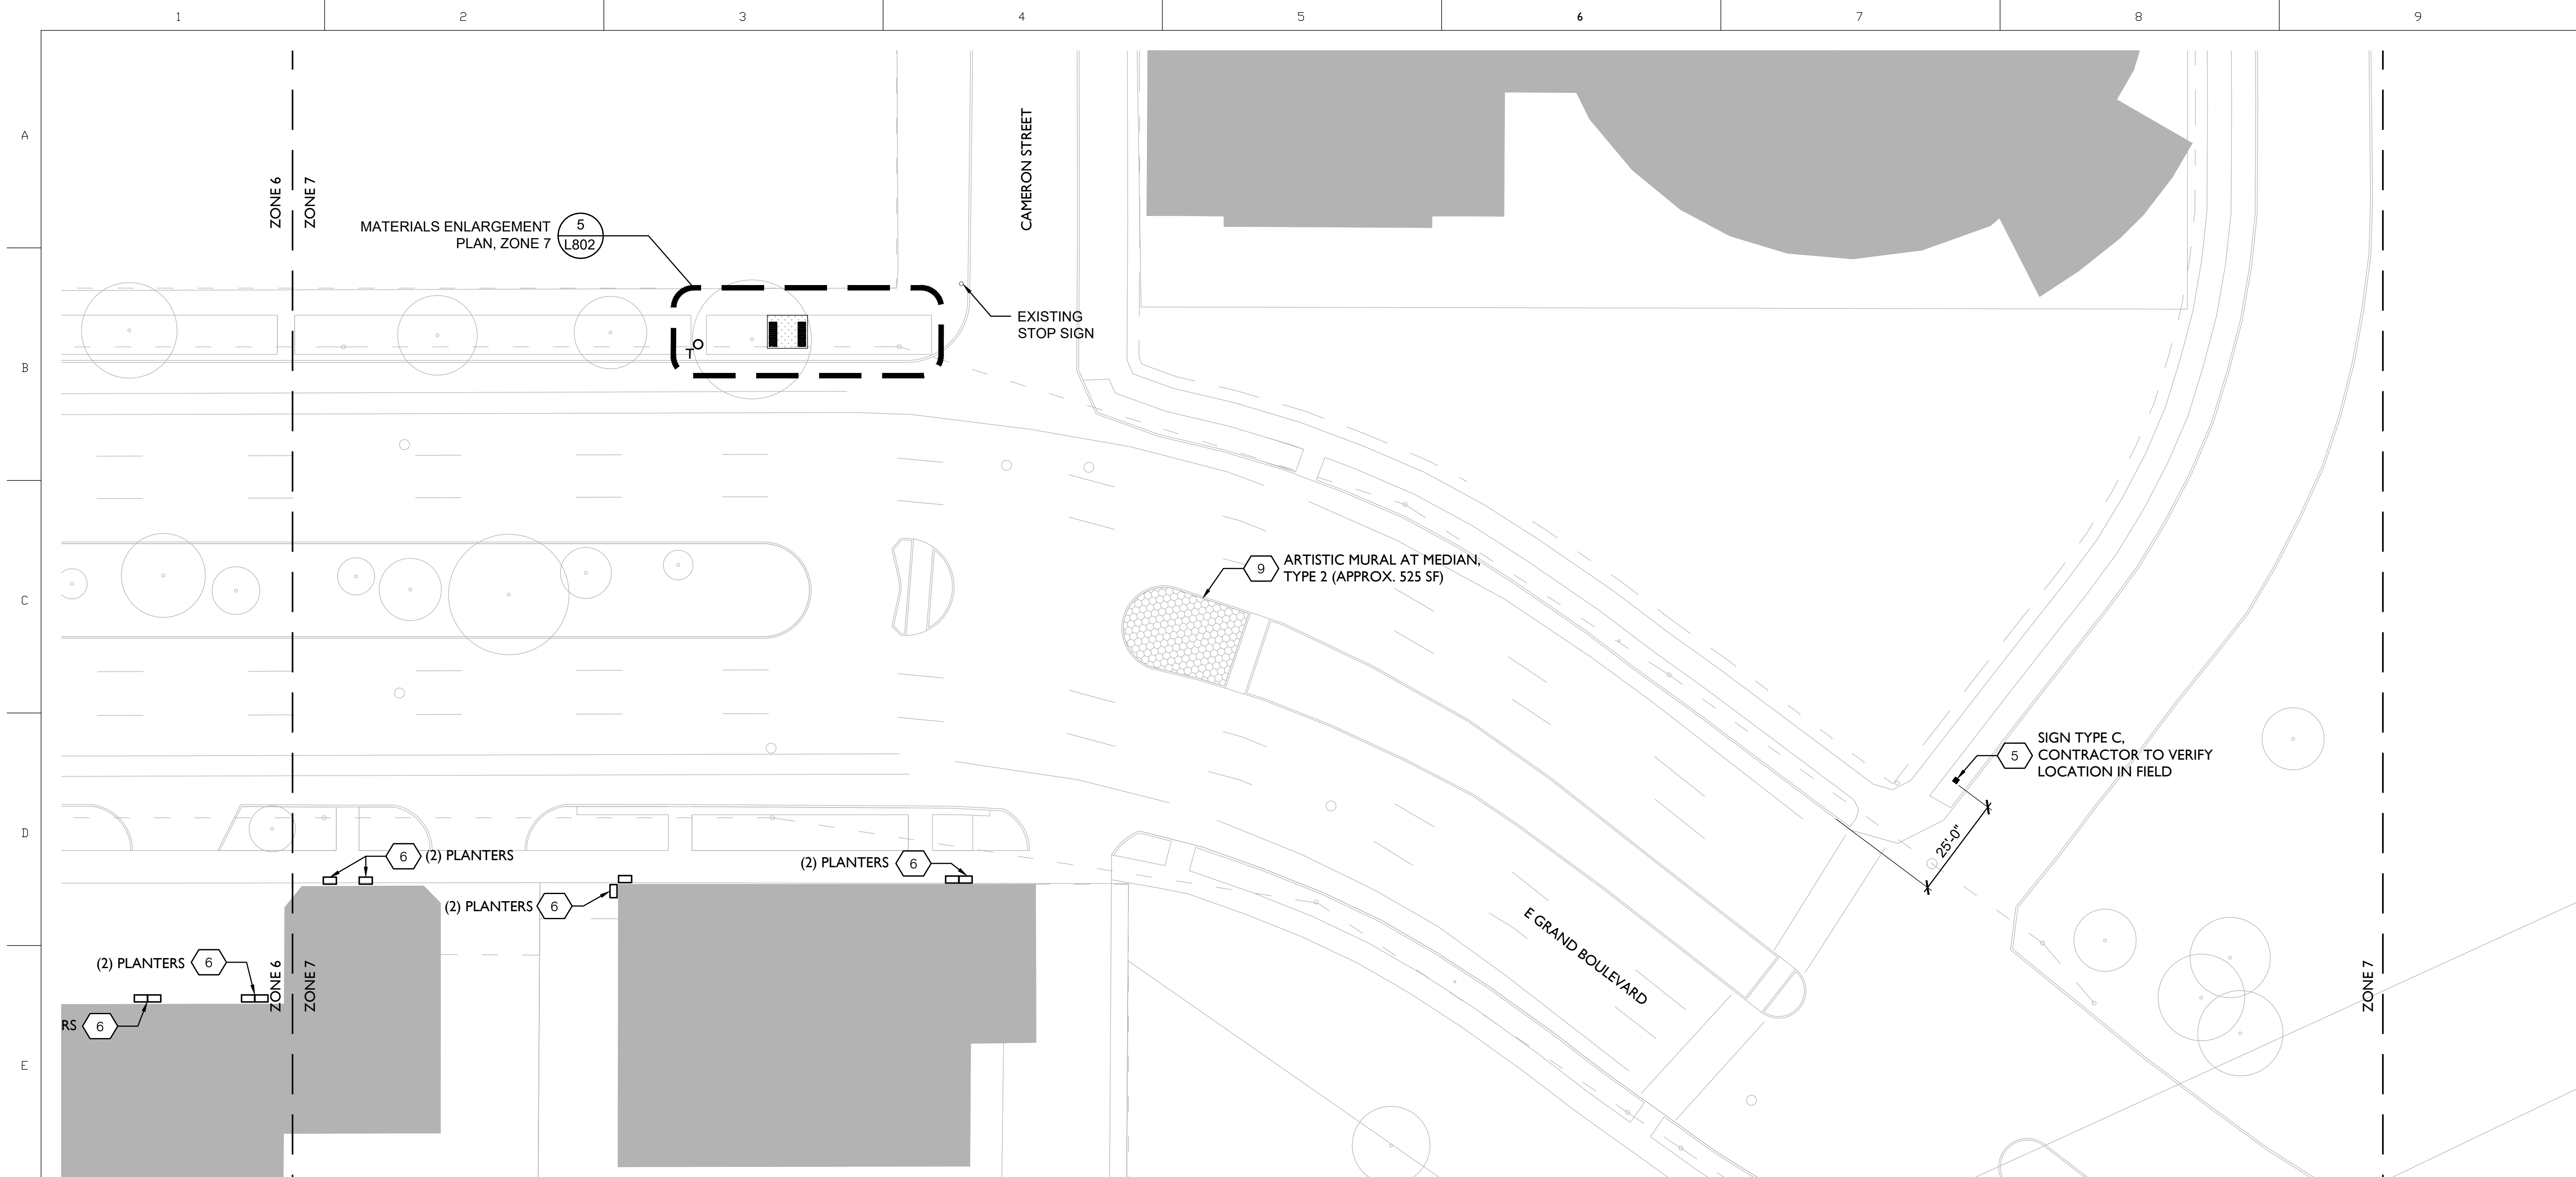 1
2
3
4
5
6
7
8
9
A
B
C
D
E
ZONE 6
ZONE 7
MATERIALS ENLARGEMENT
PLAN, ZONE 7
5
L802
CAMERON STREET
EXISTING
STOP SIGN
T
9
ARTISTIC MURAL AT MEDIAN,
TYPE 2 (APPROX. 525 SF)
5
SIGN TYPE C,
CONTRACTOR TO VERIFY
LOCATION IN FIELD
25'-0"
6
(2) PLANTERS
(2) PLANTERS
6
(2) PLANTERS
6
E GRAND BOULEVARD
(2) PLANTERS
6
ZONE 6
ZONE 7
ZONE 7
RS
6